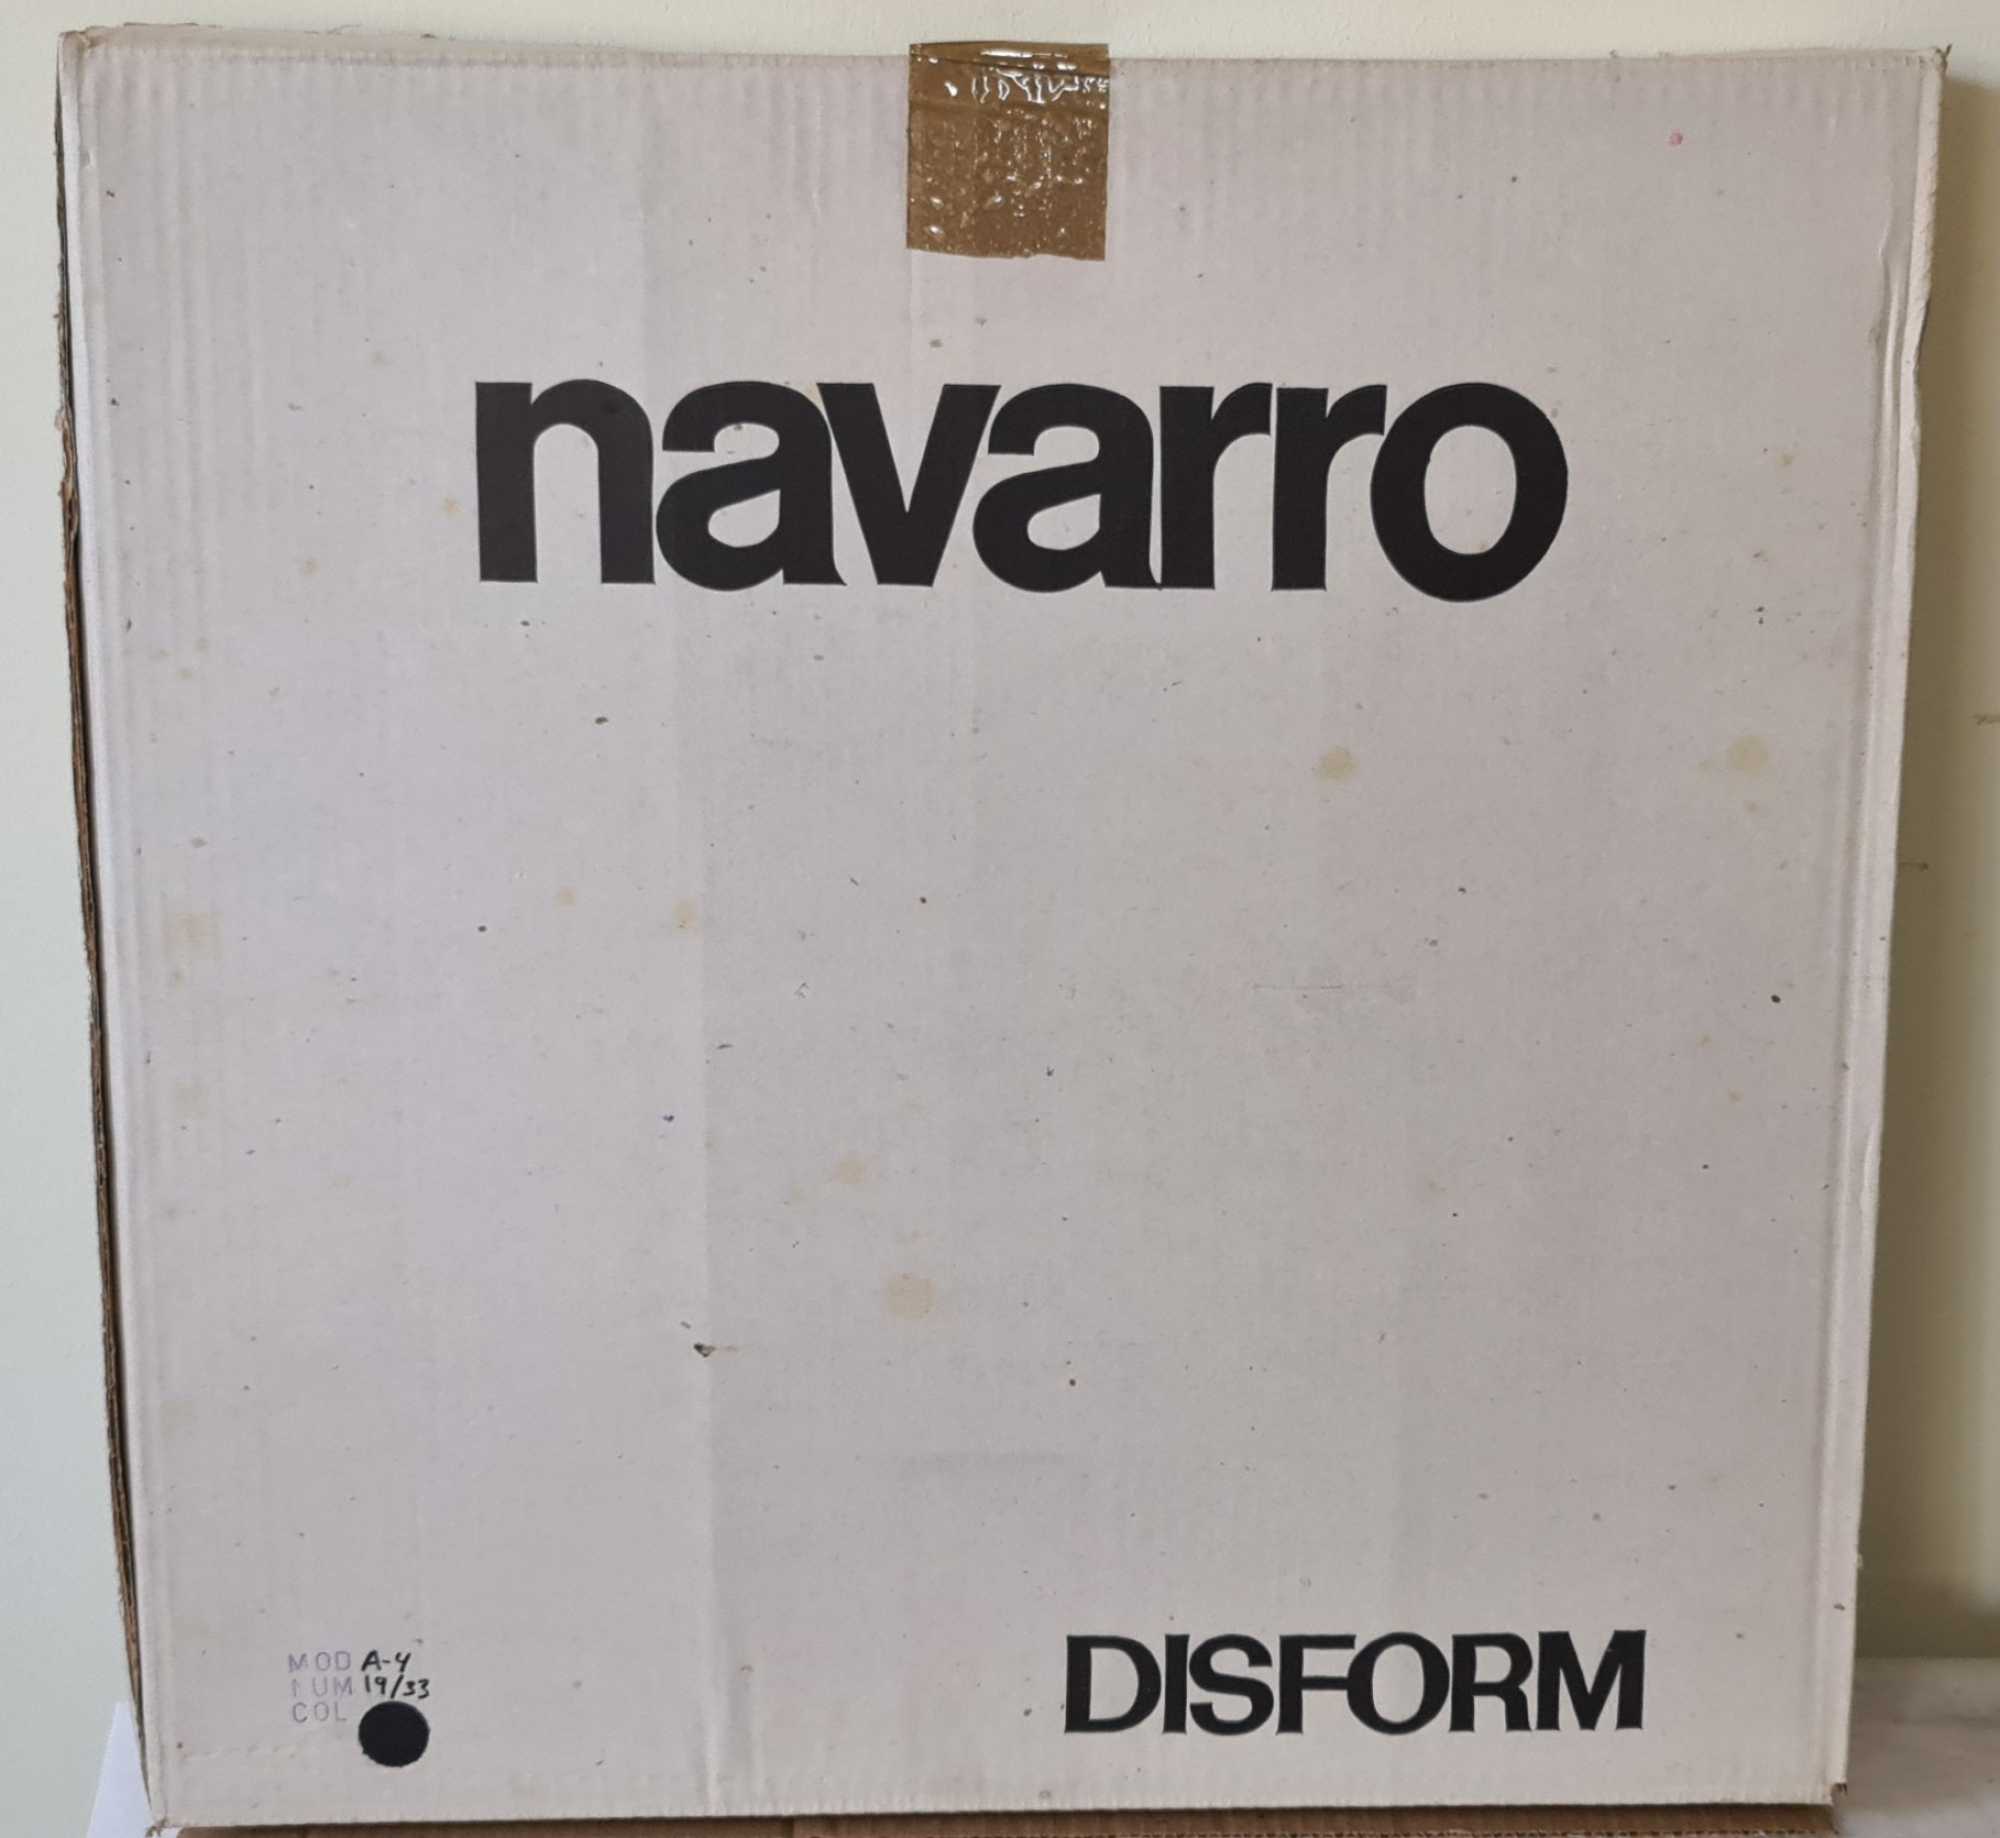 navarro
MOD A-4
NUM 19/33
COL
DISFORM